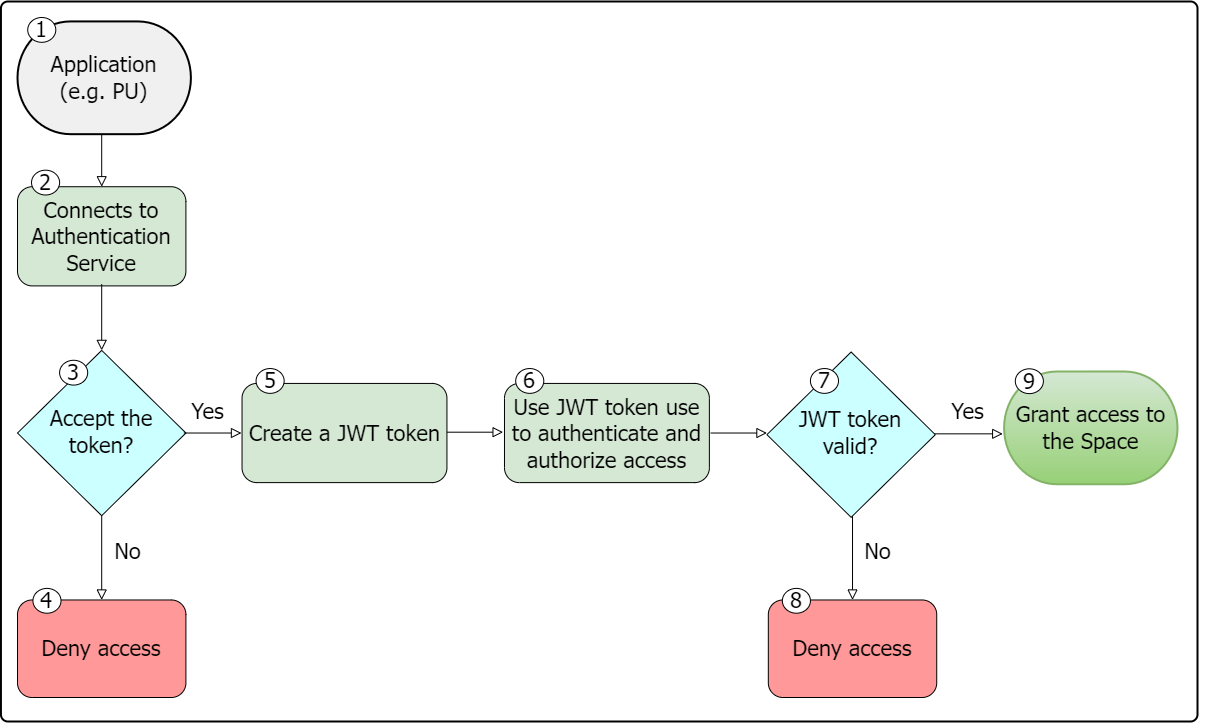 1
Application
(e.g. PU)
2
Connects to
Authentication
Service
3
Accept the
token?
Yes
No
4
Deny access
5
Create a JWT token
6
Use JWT token use
to authenticate and
authorize access
7
JWT token
valid?
Yes
No
8
Deny access
9
Grant access to
the Space